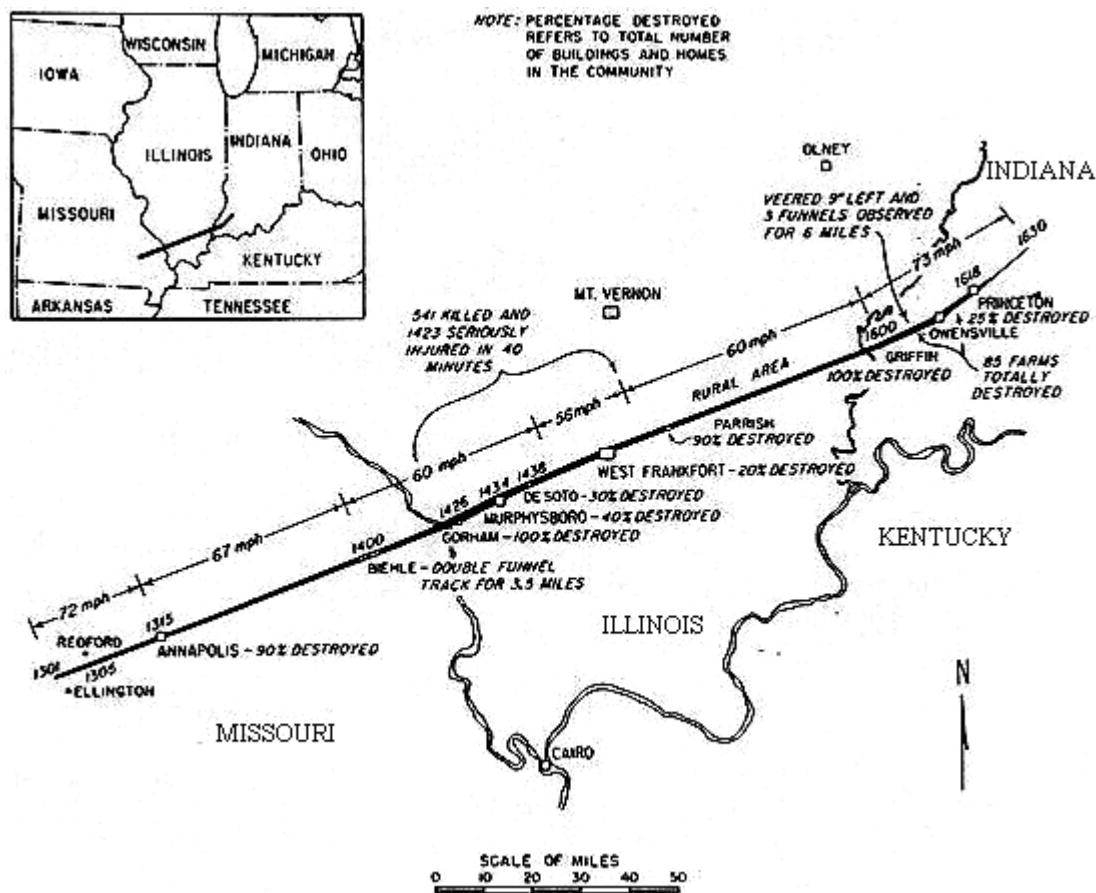 NOTE: PERCENTAGE DESTROYED
REFERS TO TOTAL NUMBER
OF BUILDINGS AND HOMES
IN THE COMMUNITY
WISCONSIN
MICHIGAN
IOWA
ILLINOIS
INDIANA
OHIO
MISSOURI
KENTUCKY
ARKANSAS
TENNESSEE
OLNEY
INDIANA
VEERED 9° LEFT AND
3 FUNNELS OBSERVED
FOR 6 MILES
73 mph
1630
1618
MT. VERNON
PRINCETON
25% DESTROYED
OWENSVILLE
541 KILLED AND
1423 SERIOUSLY
INJURED IN 40
MINUTES
60 mph
1600
GRIFFIN
100% DESTROYED
85 FARMS
TOTALLY
DESTROYED
RURAL AREA
56 mph
PARRISH
90% DESTROYED
60 mph
WEST FRANKFORT - 20% DESTROYED
1438
1434
DE SOTO - 30% DESTROYED
1426
MURPHYSBORO - 40% DESTROYED
GORHAM - 100% DESTROYED
KENTUCKY
67 mph
1400
BIEHLE - DOUBLE FUNNEL
TRACK FOR 3.5 MILES
72 mph
ILLINOIS
REDFORD
1315
ANNAPOLIS - 90% DESTROYED
1301
1305
ELLINGTON
N
MISSOURI
CAIRO
SCALE OF MILES
0 10 20 30 40 50